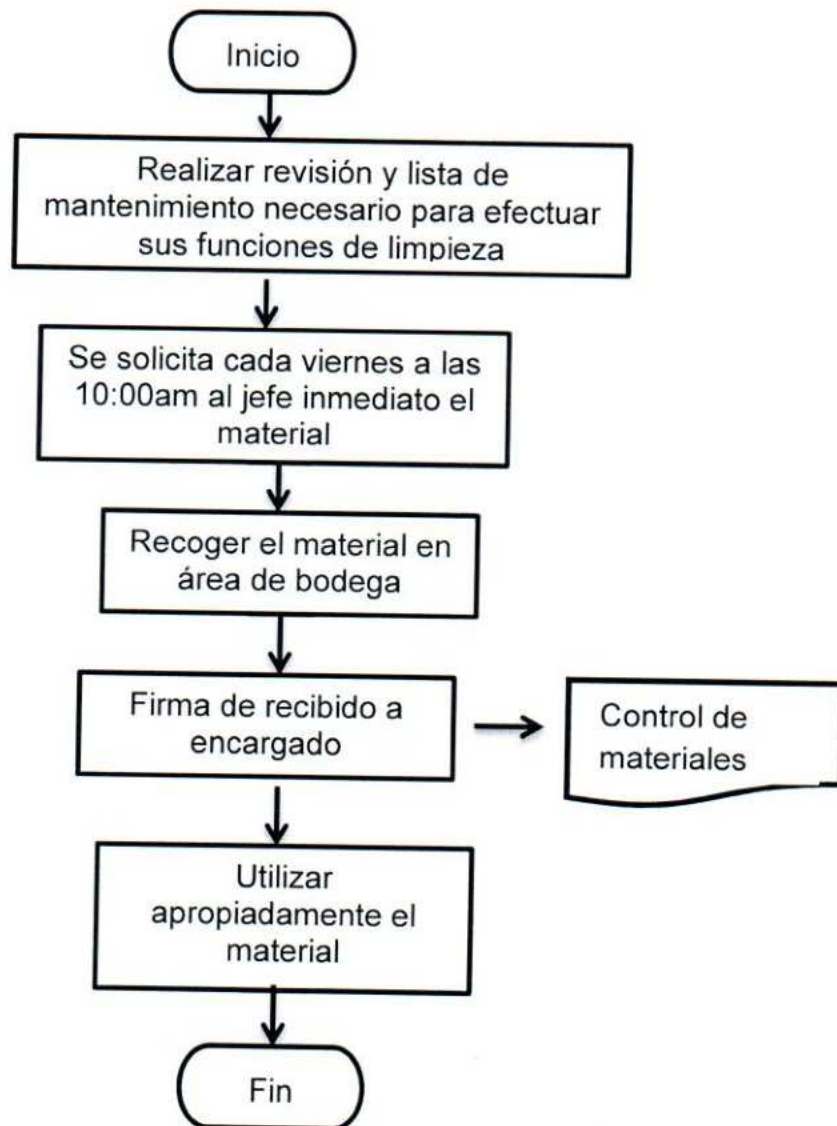 Inicio
Realizar revisión y lista de
mantenimiento necesario para efectuar
sus funciones de limpieza
Se solicita cada viernes a las
10:00am al jefe inmediato el
material
Recoger el material en
área de bodega
Firma de recibido a
encargado
Control de
materiales
Utilizar
apropiadamente el
material
Fin